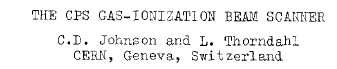 THE CPS GAS-IONIZATION BEAM SCANNER
C.D. Johnson and L. Thorndahl
CERN, Geneva, Switzerland